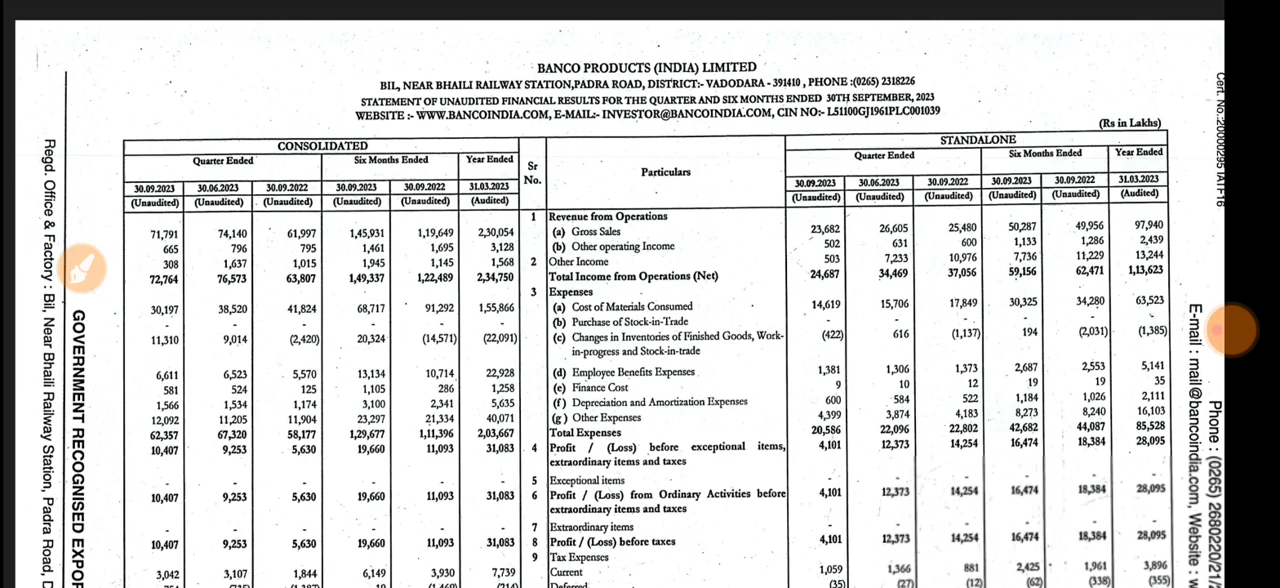 BANCO PRODUCTS (INDIA) LIMITED
BIL, NEAR BHAILI RAILWAY STATION,PADRA ROAD, DISTRICT:- VADODARA - 391410 , PHONE :(0265) 2318226
STATEMENT OF UNAUDITED FINANCIAL RESULTS FOR THE QUARTER AND SIX MONTHS ENDED 30TH SEPTEMBER, 2023
WEBSITE :- WWW.BANCOINDIA.COM, E-MAIL:- INVESTOR@BANCOINDIA.COM, CIN NO:- L51100GJ1961PLC001039
(Rs in Lakhs)
CONSOLIDATED Sr No. Particulars STANDALONE
Quarter Ended Six Months Ended Year Ended Quarter Ended Six Months Ended Year Ended
30.09.2023 30.06.2023 30.09.2022 30.09.2023 30.09.2022 31.03.2023 30.09.2023 30.06.2023 30.09.2022 30.09.2023 30.09.2022 31.03.2023
(Unaudited) (Unaudited) (Unaudited) (Unaudited) (Unaudited) (Audited) (Unaudited) (Unaudited) (Unaudited) (Unaudited) (Unaudited) (Audited)
1 Revenue from Operations
71,791 74,140 61,997 1,45,931 1,19,649 2,30,054 (a) Gross Sales 23,682 26,605 25,480 50,287 49,956 97,940
665 796 795 1,461 1,695 3,128 (b) Other operating Income 502 631 600 1,133 1,286 2,439
308 1,637 1,015 1,945 1,145 1,568 2 Other Income 503 7,233 10,976 7,736 11,229 13,244
72,764 76,573 63,807 1,49,337 1,22,489 2,34,750 Total Income from Operations (Net) 24,687 34,469 37,056 59,156 62,471 1,13,623
3 Expenses
30,197 38,520 41,824 68,717 91,292 1,55,866 (a) Cost of Materials Consumed 14,619 15,706 17,849 30,325 34,280 63,523
- - - - - - (b) Purchase of Stock-in-Trade - - - - - -
11,310 9,014 (2,420) 20,324 (14,571) (22,091) (c) Changes in Inventories of Finished Goods, Work- (422) 616 (1,137) 194 (2,031) (1,385)
in-progress and Stock-in-trade
6,611 6,523 5,570 13,134 10,714 22,928 (d) Employee Benefits Expenses 1,381 1,306 1,373 2,687 2,553 5,141
581 524 125 1,105 286 1,258 (e) Finance Cost 9 10 12 19 19 35
1,566 1,534 1,174 3,100 2,341 5,635 (f) Depreciation and Amortization Expenses 600 584 522 1,184 1,026 2,111
12,092 11,205 11,904 23,297 21,334 40,071 (g) Other Expenses 4,399 3,874 4,183 8,273 8,240 16,103
62,357 67,320 58,177 1,29,677 1,11,396 2,03,667 Total Expenses 20,586 22,096 22,802 42,682 44,087 85,528
10,407 9,253 5,630 19,660 11,093 31,083 4 Profit / (Loss) before exceptional items, 4,101 12,373 14,254 16,474 18,384 28,095
extraordinary items and taxes
- - - - - - 5 Exceptional items - - - - - -
10,407 9,253 5,630 19,660 11,093 31,083 6 Profit / (Loss) from Ordinary Activities before 4,101 12,373 14,254 16,474 18,384 28,095
extraordinary items and taxes
- - - - - - 7 Extraordinary items - - - - - -
10,407 9,253 5,630 19,660 11,093 31,083 8 Profit / (Loss) before taxes 4,101 12,373 14,254 16,474 18,384 28,095
9 Tax Expenses
3,042 3,107 1,844 6,149 3,930 7,739 Current 1,059 1,366 881 2,425 1,961 3,896
(35) (27) (12) (62) (338) (355)
Regd. Office & Factory : Bil, Near Bhaili Railway Station, Padra Road,
GOVERNMENT RECOGNISED EXPOR
Phone : (0265) 2680220/21/
E-mail : mail@bancoindia.com, Website : w